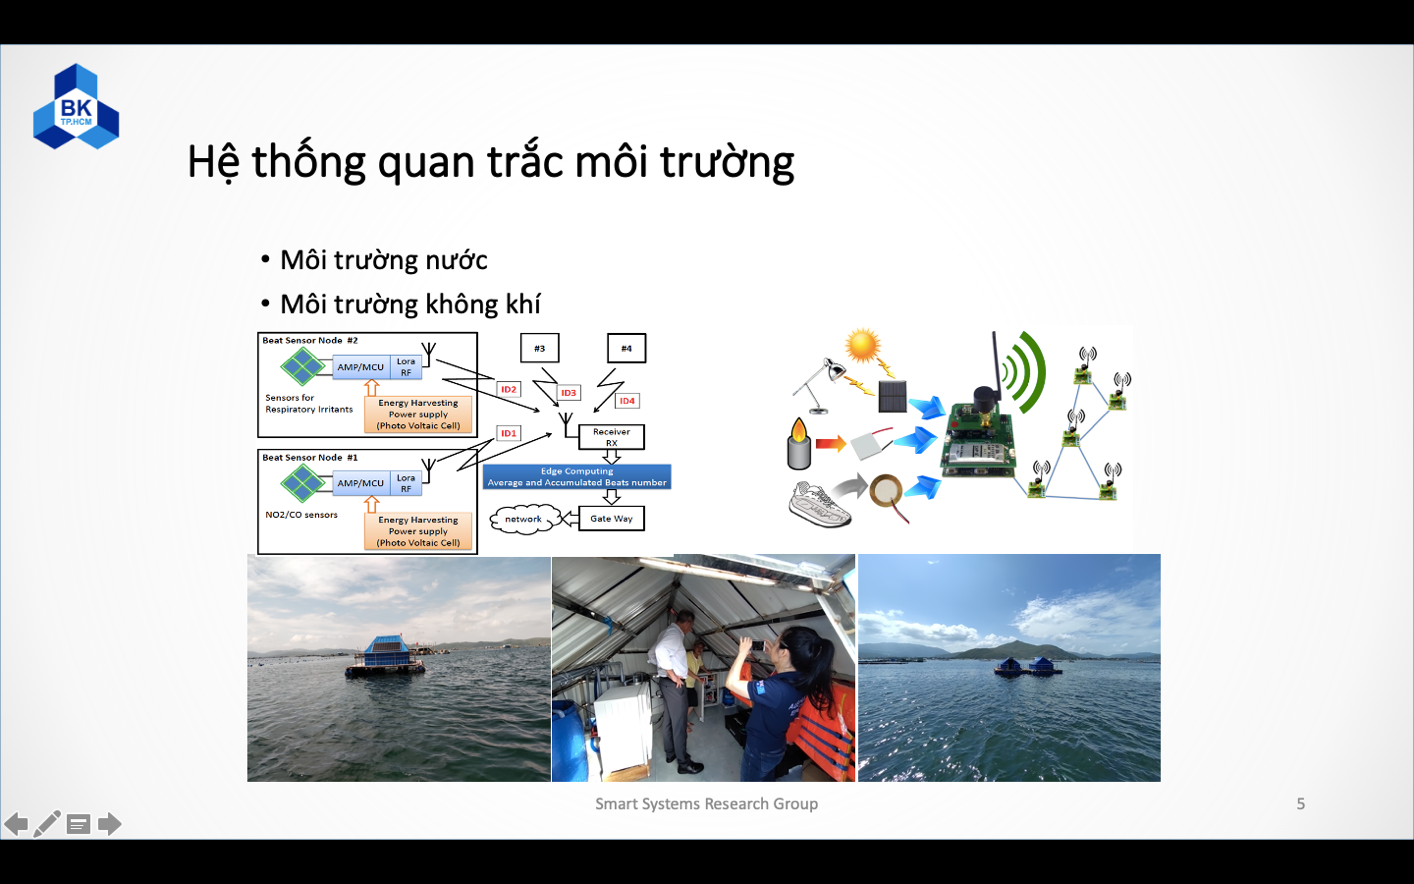 BK
TP.HCM
Hệ thống quan trắc môi trường
• Môi trường nước
• Môi trường không khí
Beat Sensor Node #2
AMP/MCU
Lora
RF
Sensors for
Respiratory Irritants
Energy Harvesting
Power supply
(Photo Voltaic Cell)
#3
#4
ID2
ID3
ID4
ID1
Receiver
RX
Beat Sensor Node #1
AMP/MCU
Lora
RF
NO2/CO sensors
Energy Harvesting
Power supply
(Photo Voltaic Cell)
Edge Computing
Average and Accumulated Beats number
network
Gate Way
Smart Systems Research Group
5